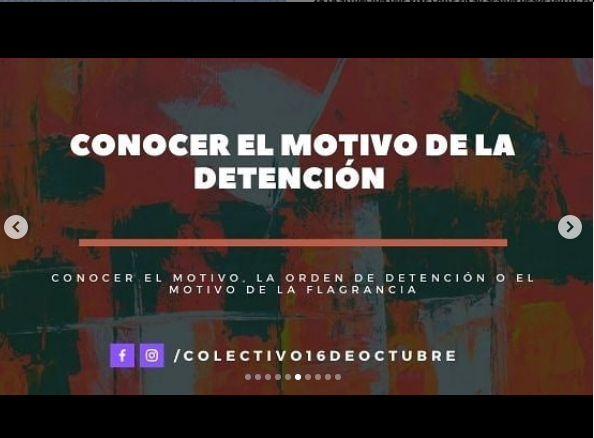 CONOCER EL MOTIVO DE LA
DETENCIÓN
CONOCER EL MOTIVO, LA ORDEN DE DETENCIÓN O EL
MOTIVO DE LA FLAGRANCIA
/COLECTIVO16DEOCTUBRE